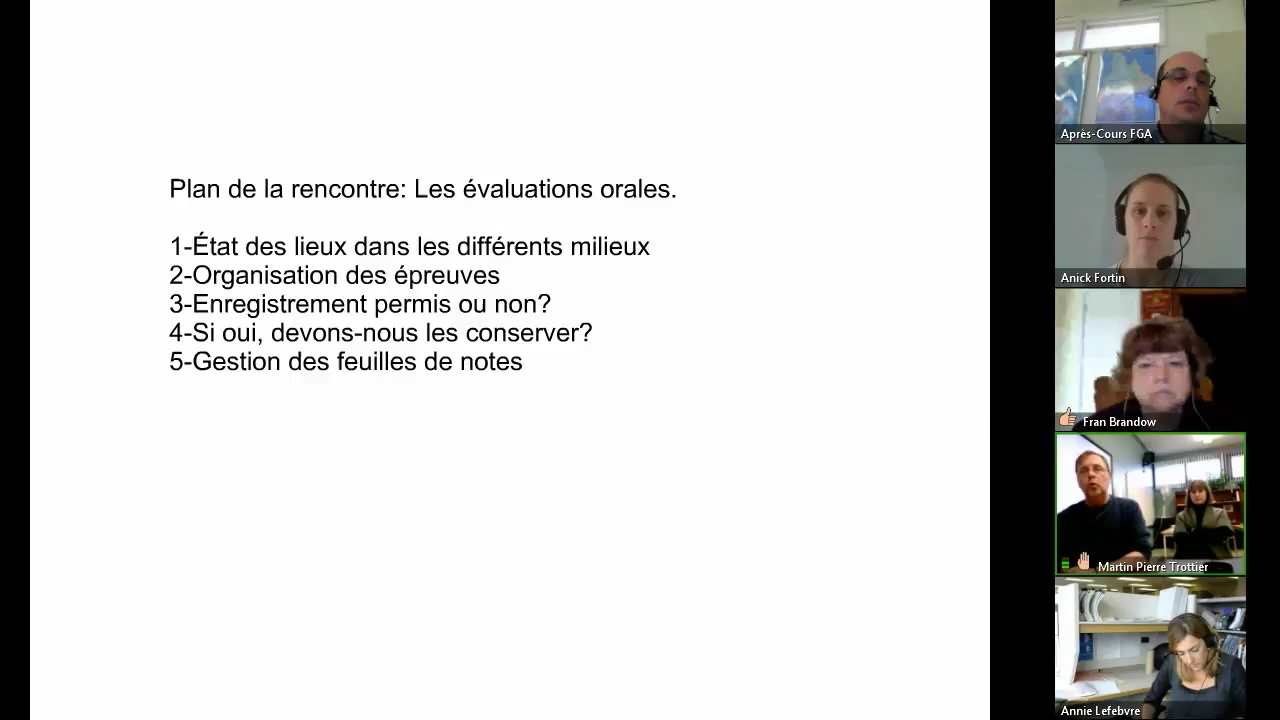 Plan de la rencontre: Les évaluations orales.
1-État des lieux dans les différents milieux
2-Organisation des épreuves
3-Enregistrement permis ou non?
4-Si oui, devons-nous les conserver?
5-Gestion des feuilles de notes
Après-Cours FGA
Anick Fortin
Fran Brandow
Martin Pierre Trottier
Annie Lefebvre